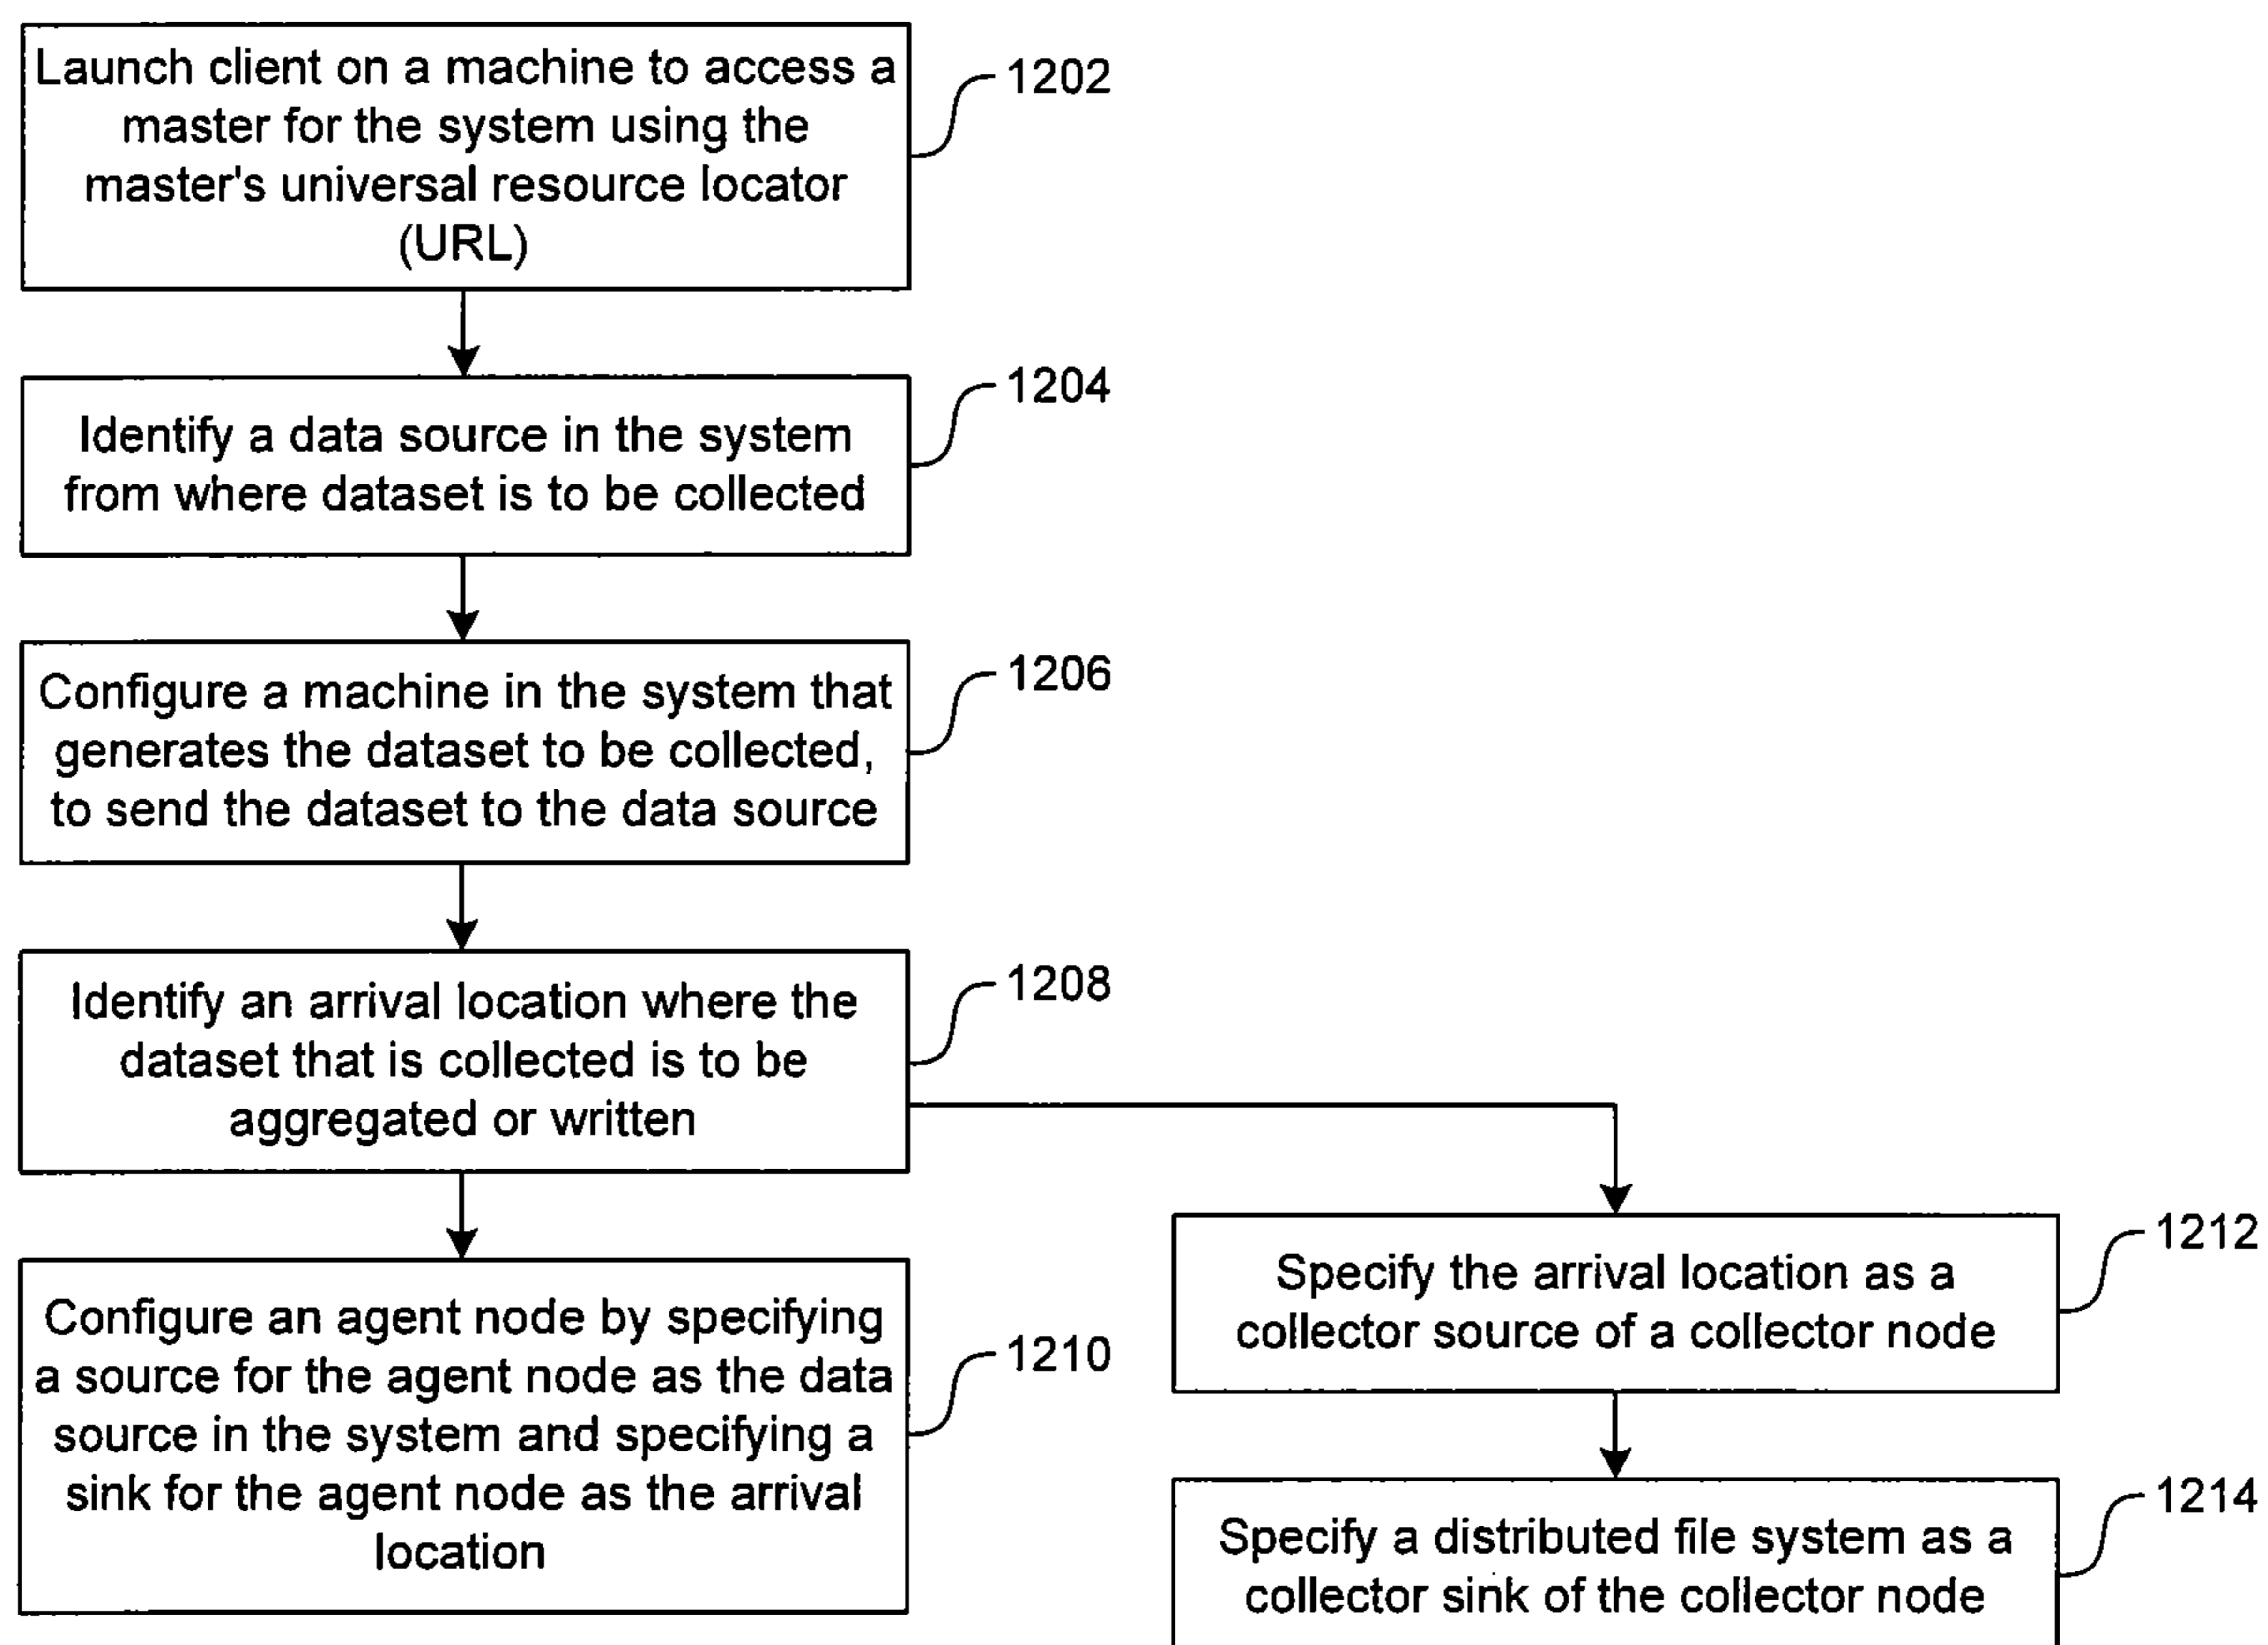 Launch client on a machine to access a
master for the system using the
master's universal resource locator
(URL)
1202
Identify a data source in the system
from where dataset is to be collected
1204
Configure a machine in the system that
generates the dataset to be collected,
to send the dataset to the data source
1206
Identify an arrival location where the
dataset that is collected is to be
aggregated or written
1208
Configure an agent node by specifying
a source for the agent node as the data
source in the system and specifying a
sink for the agent node as the arrival
location
1210
Specify the arrival location as a
collector source of a collector node
1212
Specify a distributed file system as a
collector sink of the collector node
1214